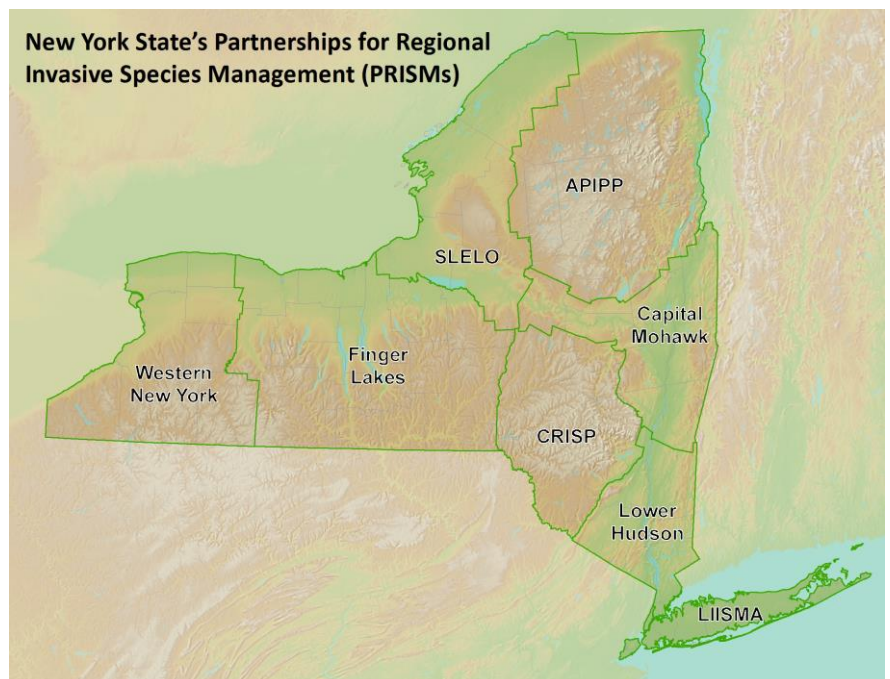 New York State's Partnerships for Regional
Invasive Species Management (PRISMs)
APIPP
SLELO
Capital
Mohawk
Finger
Lakes
Western
New York
CRISP
Lower
Hudson
LIISMA